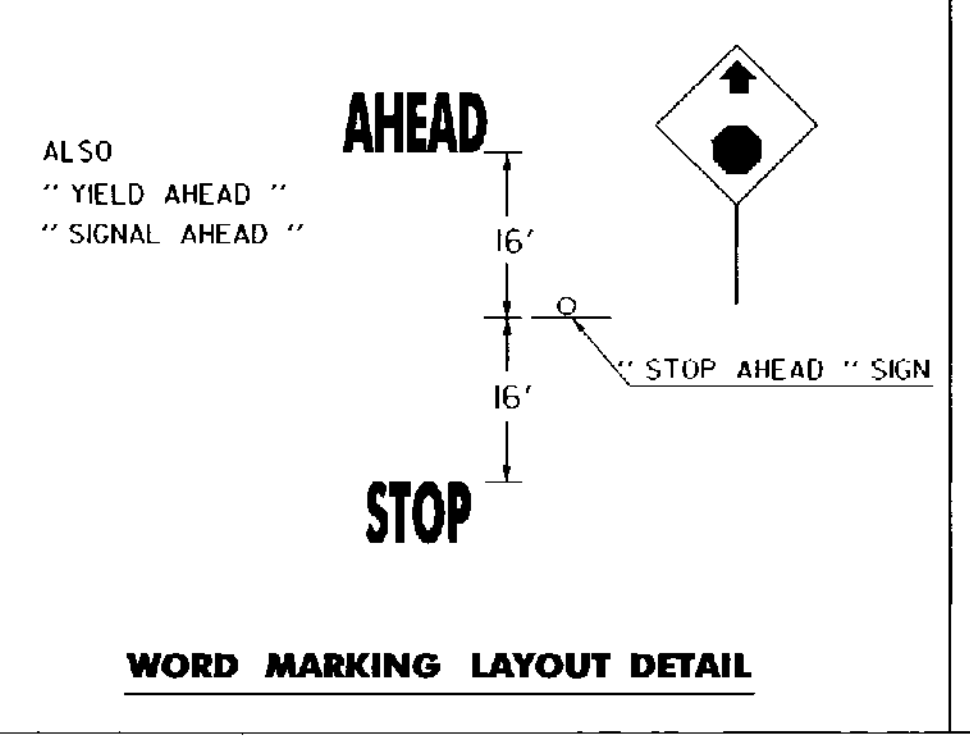 AHEAD
ALSO
" YIELD AHEAD "
" SIGNAL AHEAD "
16'
" STOP AHEAD " SIGN
16'
STOP
WORD MARKING LAYOUT DETAIL